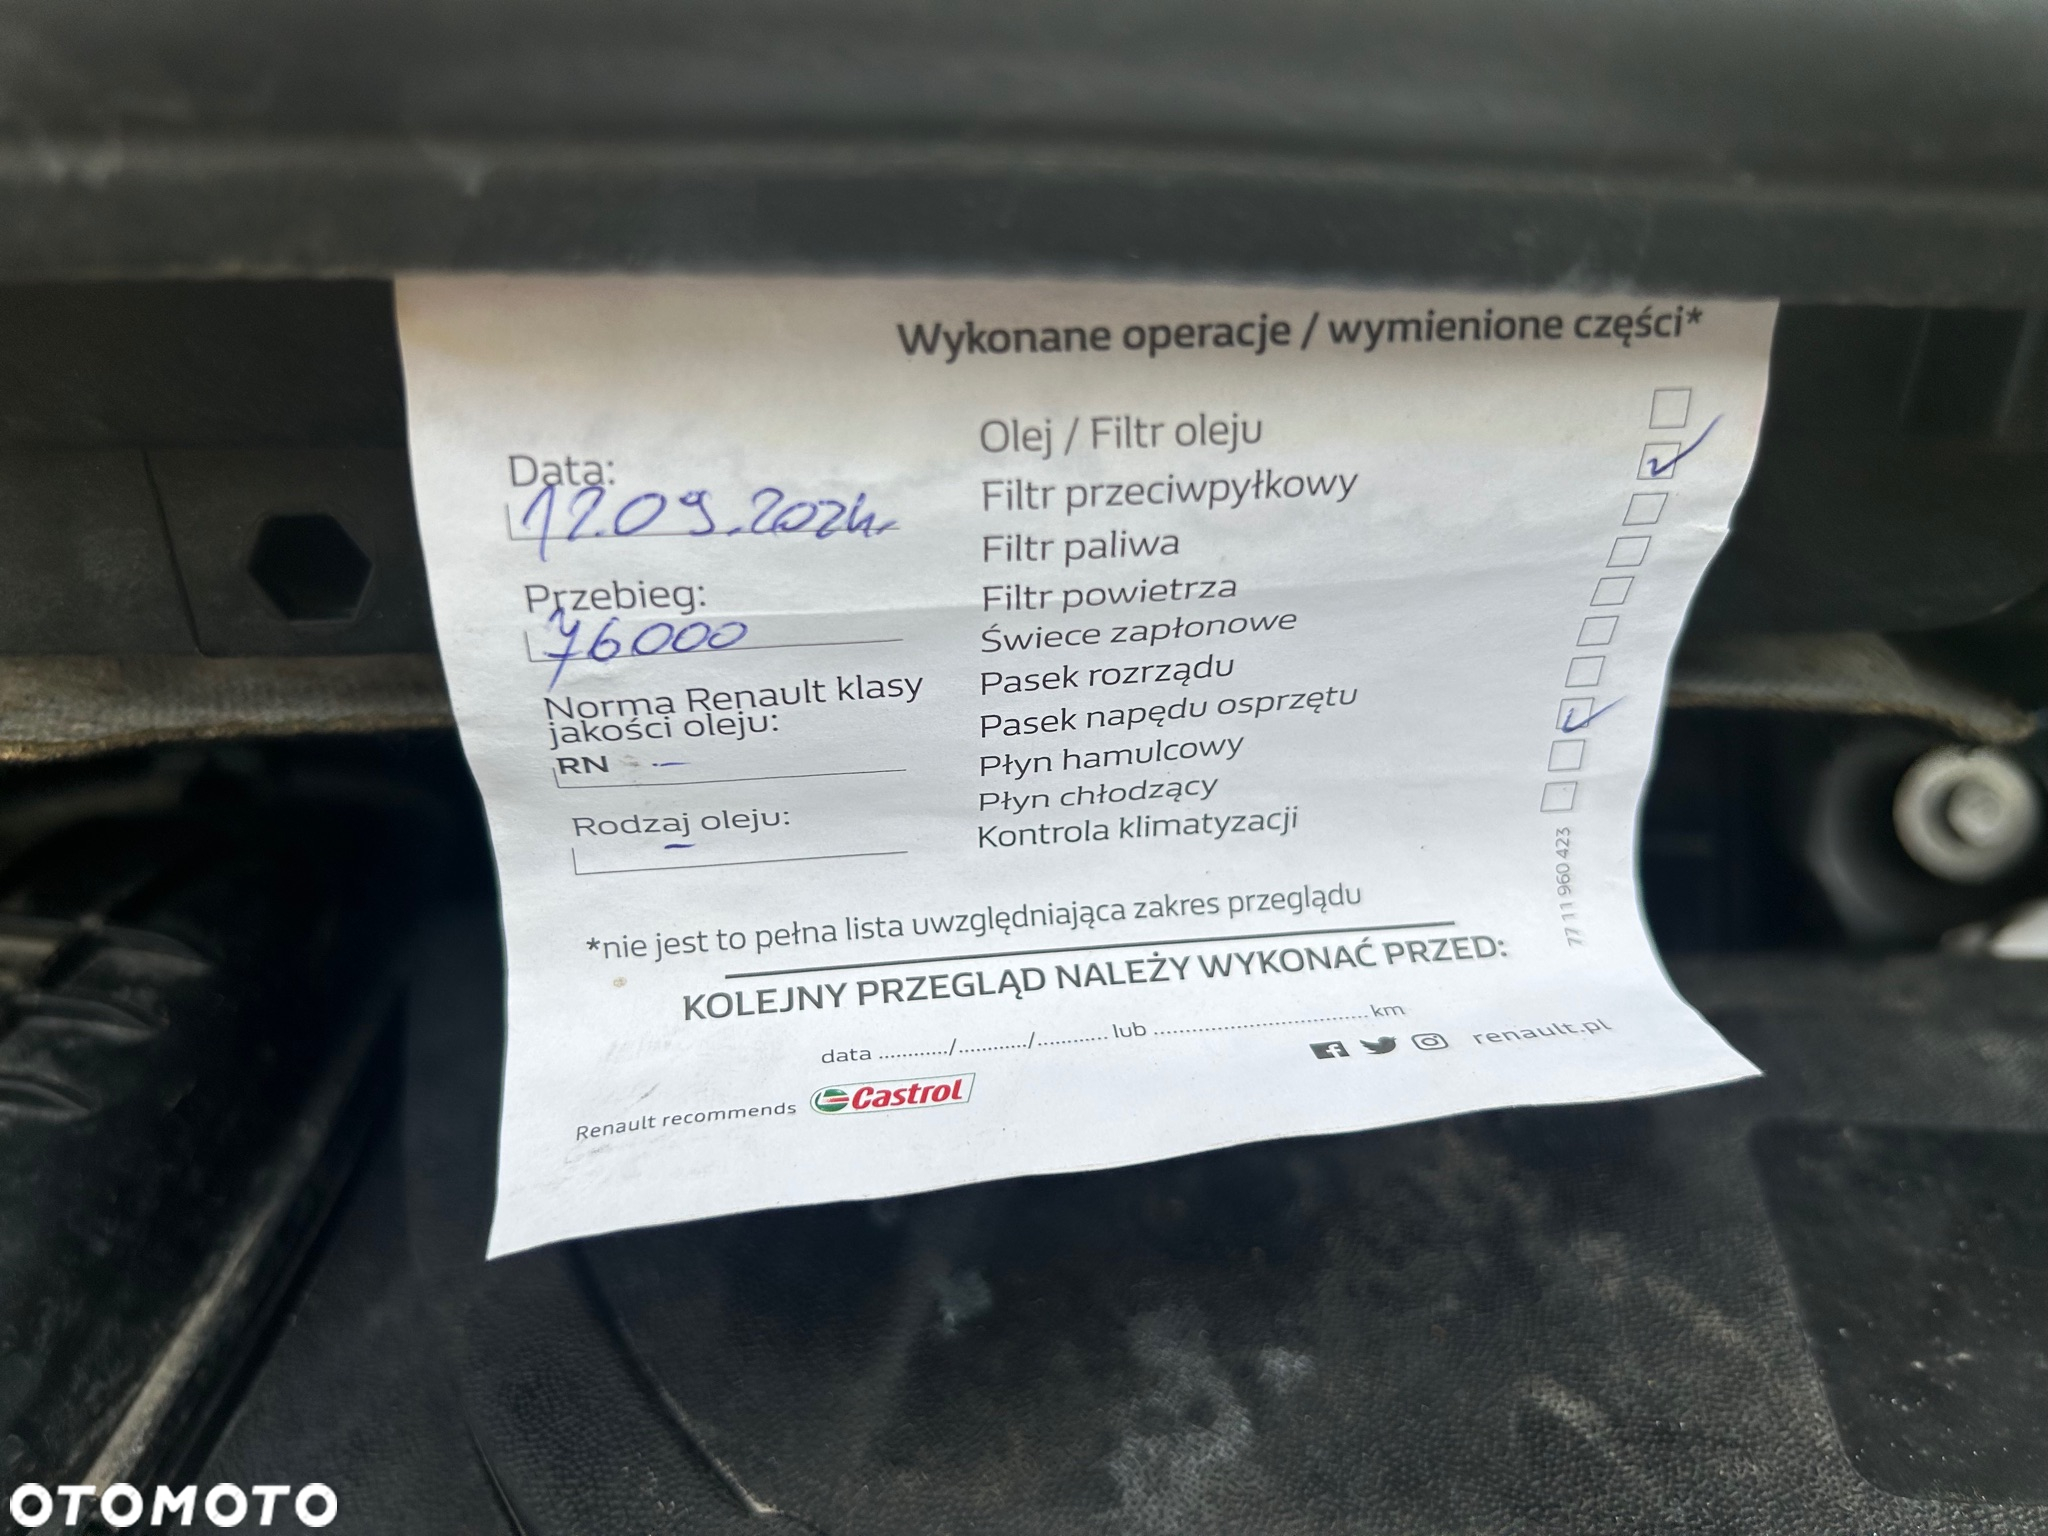 Wykonane operacje / wymienione części*
Data:
12.09.2024r.
Przebieg:
76000
Norma Renault klasy
jakości oleju:
RN -
Rodzaj oleju:
-
Olej / Filtr oleju
Filtr przeciwpyłkowy
Filtr paliwa
Filtr powietrza
Świece zapłonowe
Pasek rozrządu
Pasek napędu osprzętu
Płyn hamulcowy
Płyn chłodzący
Kontrola klimatyzacji
77 11 960 423
*nie jest to pełna lista uwzględniająca zakres przeglądu
KOLEJNY PRZEGLĄD NALEŻY WYKONAĆ PRZED:
data ............/............/............ lub .....................................km
renault.pl
Renault recommends Castrol
OTOMOTO